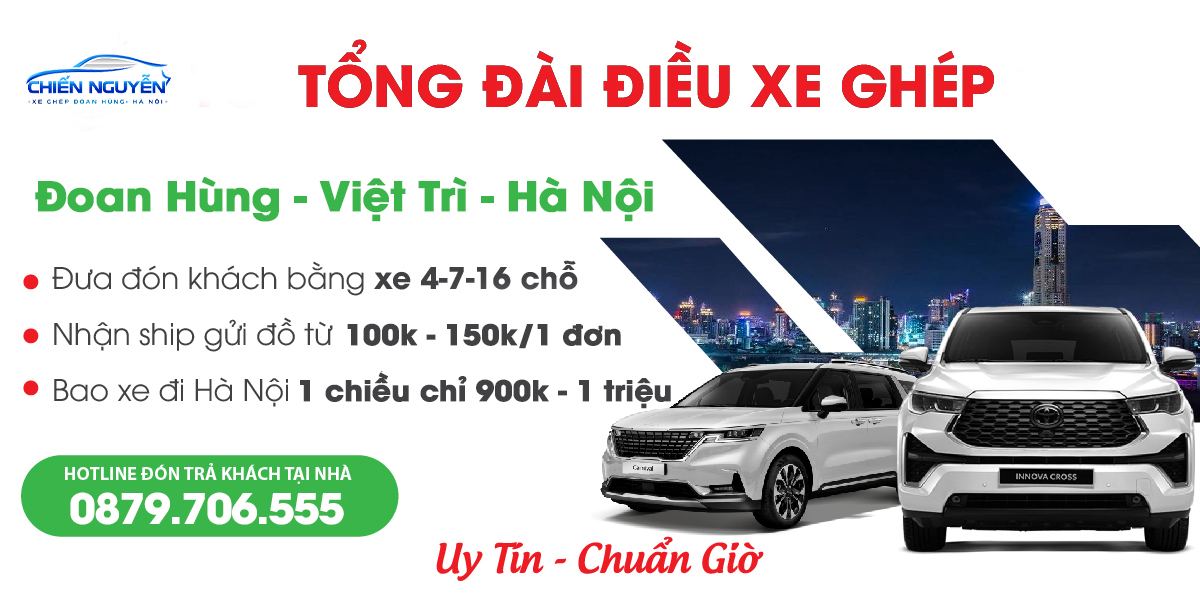 CHIẾN NGUYỄN
XE GHÉP ĐOAN HÙNG - HÀ NỘI
TỔNG ĐÀI ĐIỀU XE GHÉP
Đoan Hùng - Việt Trì - Hà Nội
Đưa đón khách bằng xe 4-7-16 chỗ
Nhận ship gửi đồ từ 100k - 150k/1 đơn
Bao xe đi Hà Nội 1 chiều chỉ 900k - 1 triệu
Carnival
INNOVA CROSS
HOTLINE ĐÓN TRẢ KHÁCH TẠI NHÀ
0879.706.555
Uy Tín - Chuẩn Giờ